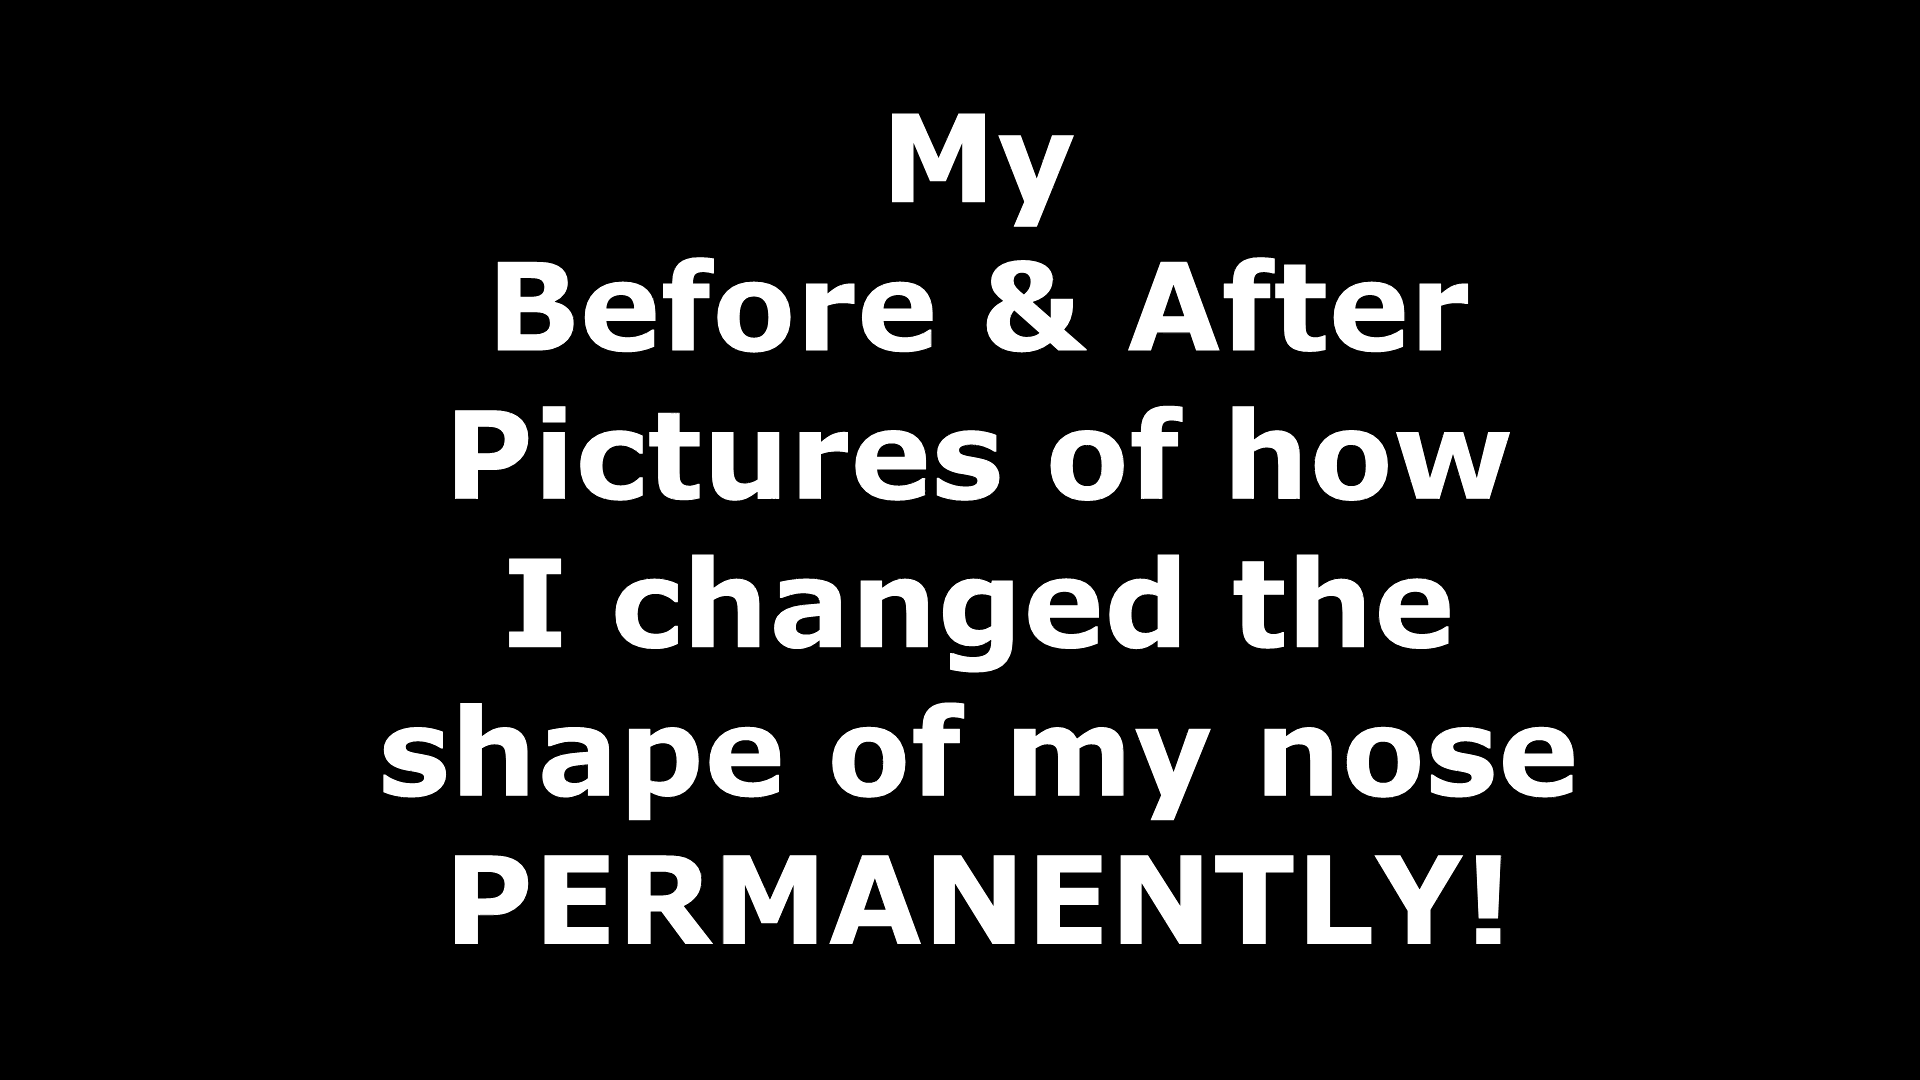 My
Before & After
Pictures of how
I changed the
shape of my nose
PERMANENTLY!